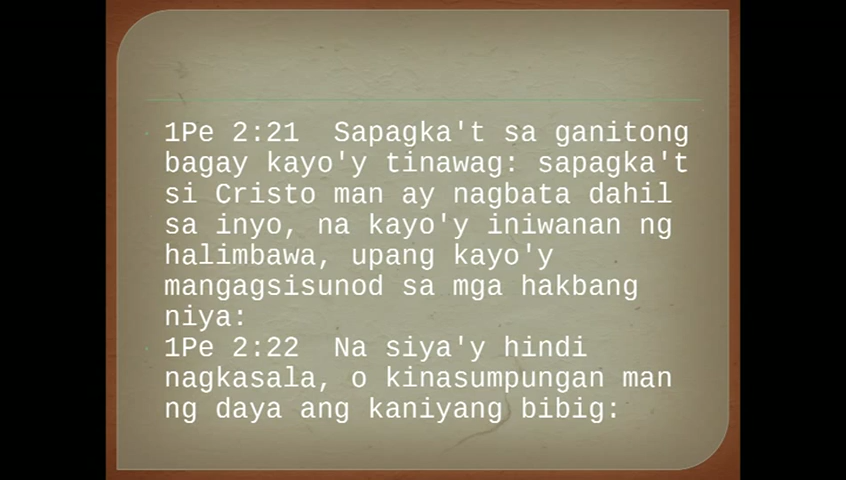 1Pe 2:21  Sapagka't sa ganitong
bagay kayo'y tinawag: sapagka't
si Cristo man ay nagbata dahil
sa inyo, na kayo'y iniwanan ng
halimbawa, upang kayo'y
mangagsisunod sa mga hakbang
niya:
1Pe 2:22  Na siya'y hindi
nagkasala, o kinasumpungan man
ng daya ang kaniyang bibig: